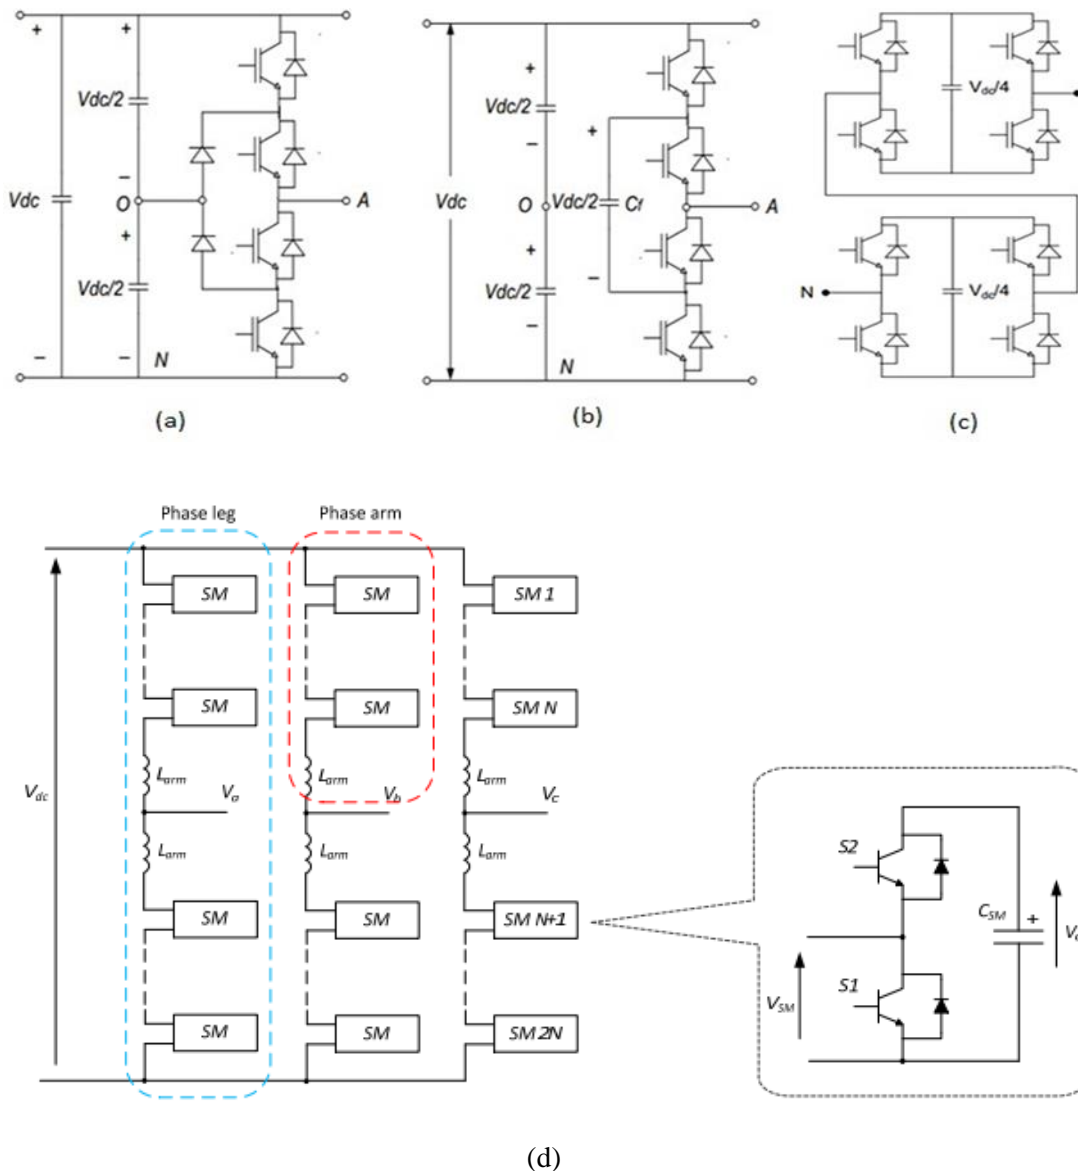 + + 
Vdc/2
−
Vdc O A
+
Vdc/2
− − N
(a)
+
Vdc/2 +
−
Vdc O Vdc/2 Cf A
+
−
Vdc/2
−
N
(b)
Vdc/4
N Vdc/4
(c)
Phase leg Phase arm
SM SM SM 1
SM SM SM N
Larm Larm Larm
Vdc Va Vb Vc
Larm Larm Larm
SM SM SM N+1
SM SM SM 2N
S2
CSM +
VSM S1
(d)